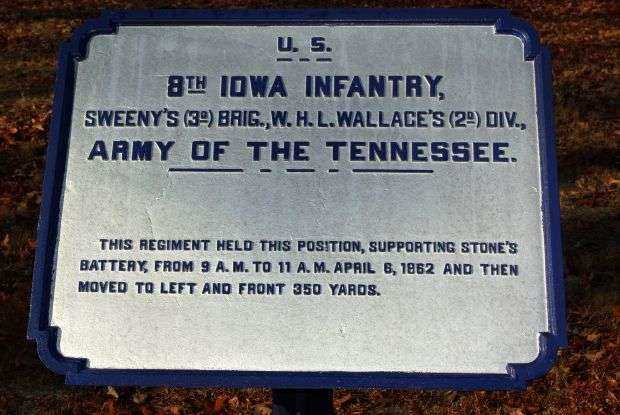 U. S.
8TH IOWA INFANTRY,
SWEENY'S (3D) BRIG., W. H. L. WALLACE'S (2D) DIV.,
ARMY OF THE TENNESSEE.
THIS REGIMENT HELD THIS POSITION, SUPPORTING STONE'S
BATTERY, FROM 9 A.M. TO 11 A.M. APRIL 6, 1862 AND THEN
MOVED TO LEFT AND FRONT 350 YARDS.